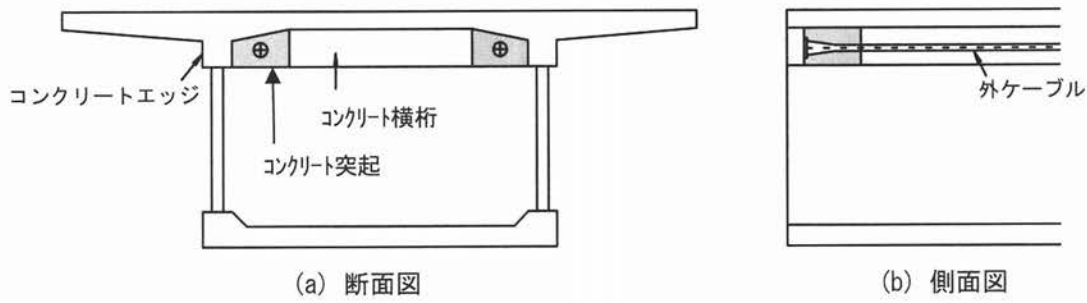 コンクリートエッジ
コンクリート横桁
コンクリート突起
(a) 断面図
外ケーブル
(b) 側面図